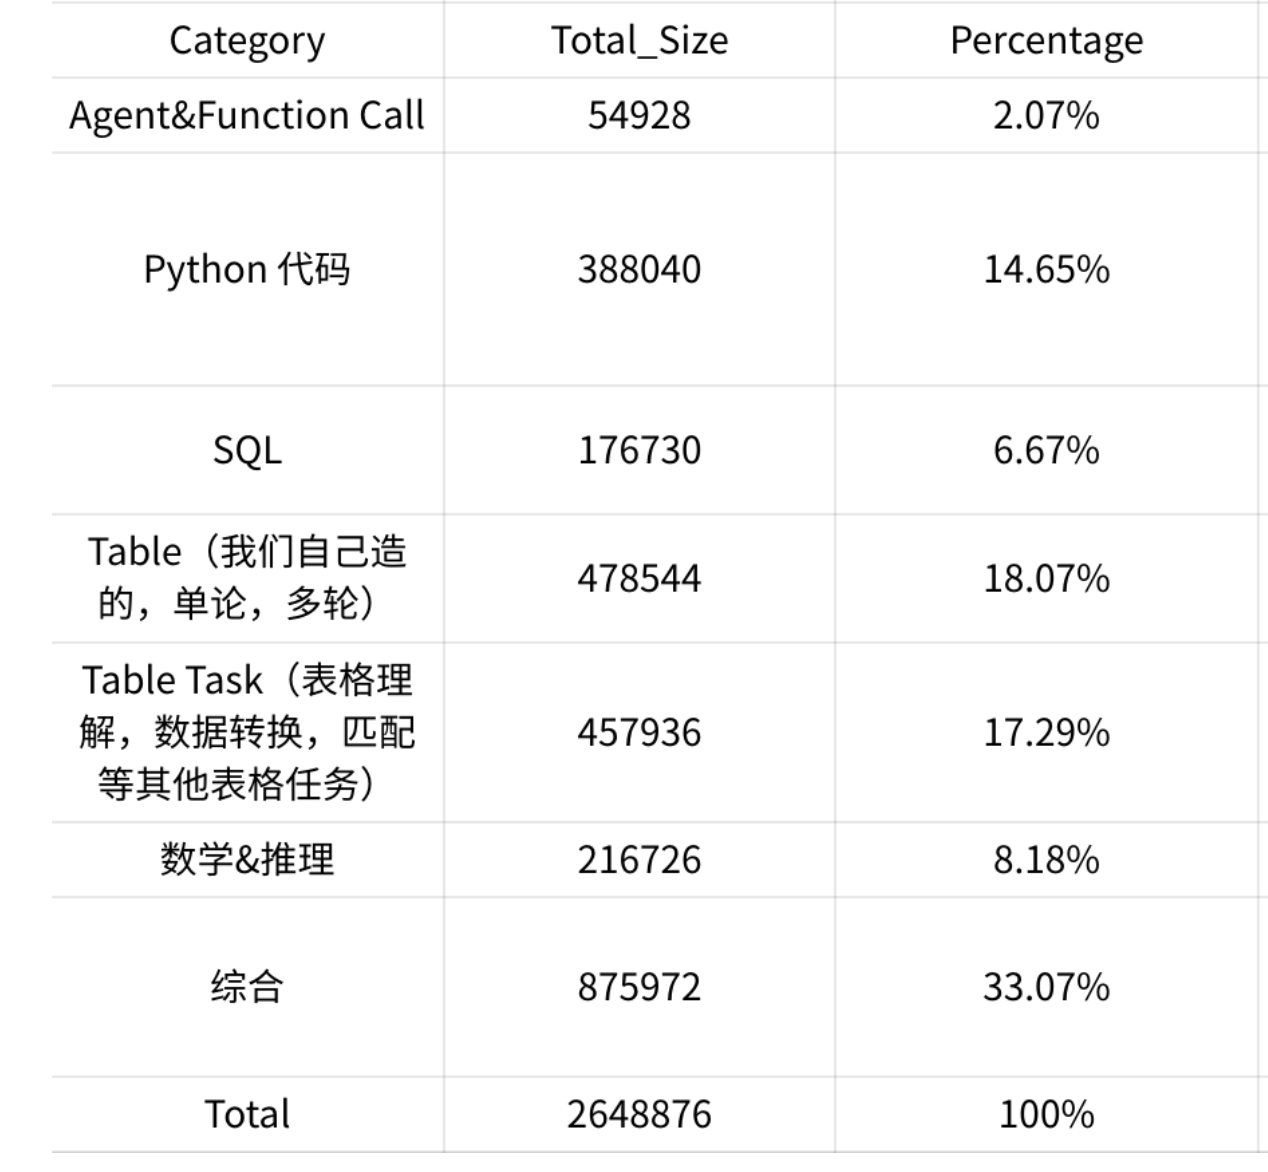 Category Total_Size Percentage
Agent&Function Call 54928 2.07%
Python 代码 388040 14.65%
SQL 176730 6.67%
Table（我们自己造
的，单论，多轮） 478544 18.07%
Table Task（表格理
解，数据转换，匹配 457936 17.29%
等其他表格任务）
数学&推理 216726 8.18%
综合 875972 33.07%
Total 2648876 100%